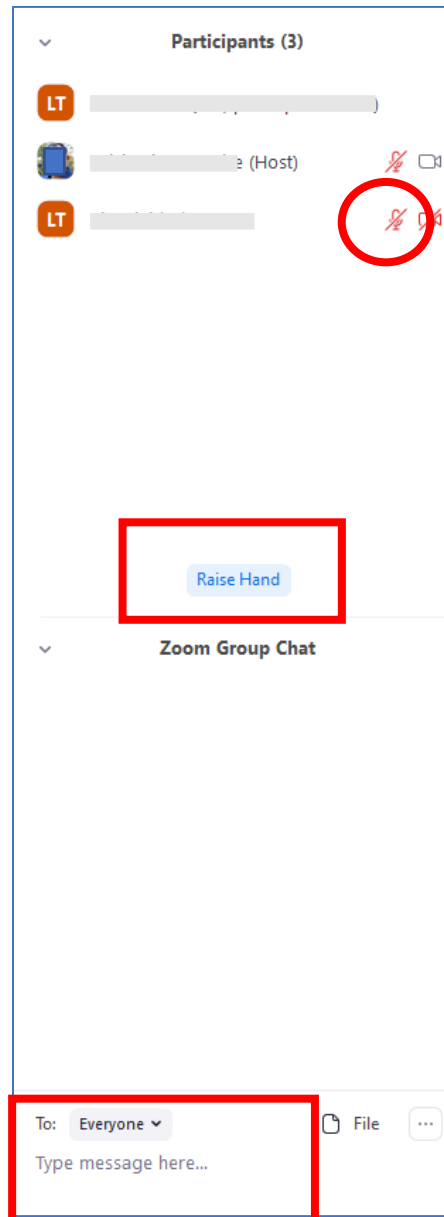 Participants (3)
LT )
(Host)
LT
Raise Hand
Zoom Group Chat
To: Everyone File ...
Type message here...